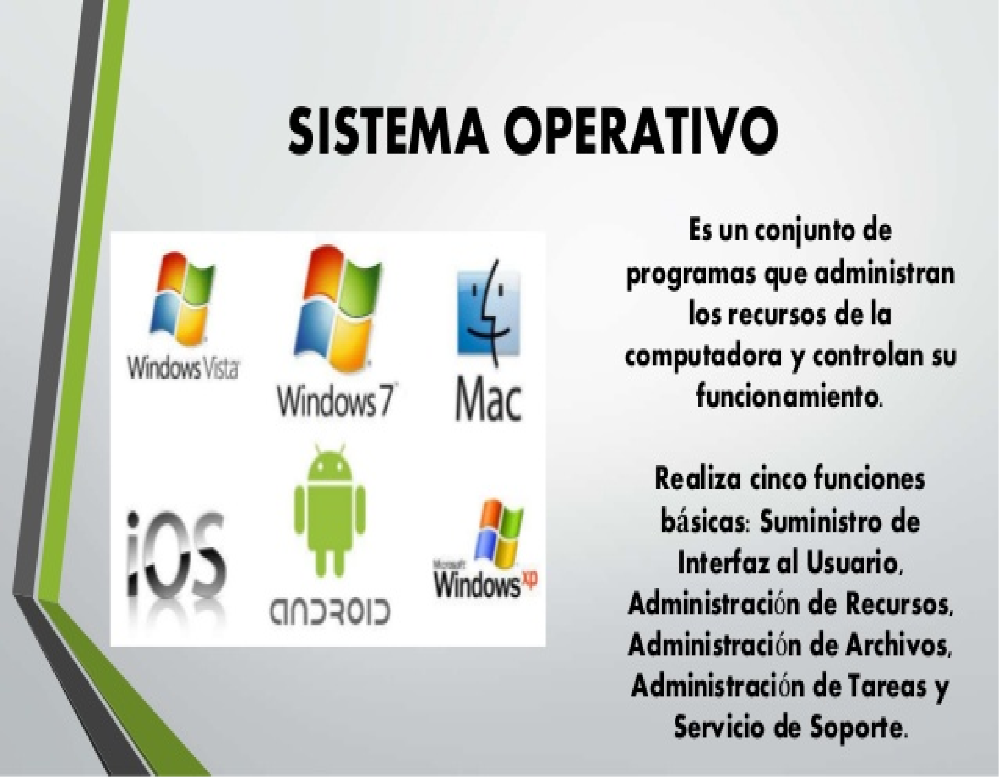 SISTEMA OPERATIVO
Windows Vista
Windows 7
Mac
iOS
ANDROID
Microsoft
Windows xp
Es un conjunto de
programas que administran
los recursos de la
computadora y controlan su
funcionamiento.
Realiza cinco funciones
básicas: Suministro de
Interfaz al Usuario,
Administración de Recursos,
Administración de Archivos,
Administración de Tareas y
Servicio de Soporte.